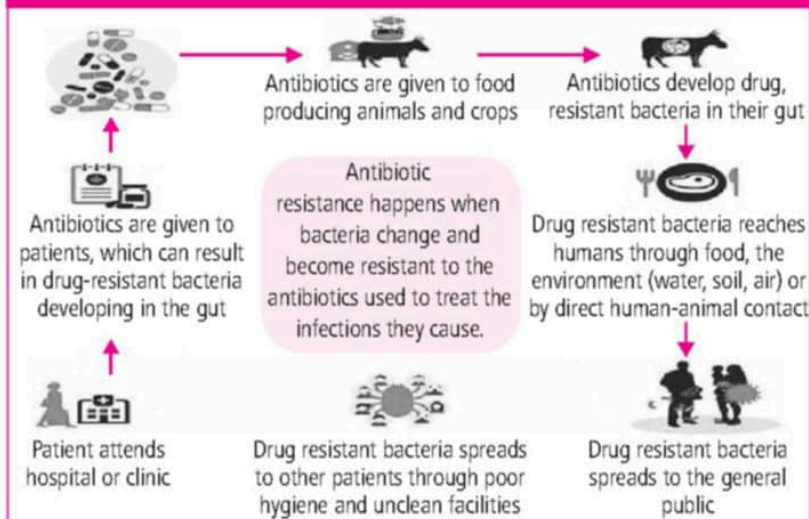 Antibiotics are given to food
producing animals and crops
Antibiotics develop drug,
resistant bacteria in their gut
Antibiotics are given to
patients, which can result
in drug-resistant bacteria
developing in the gut
Antibiotic
resistance happens when
bacteria change and
become resistant to the
antibiotics used to treat the
infections they cause.
Drug resistant bacteria reaches
humans through food, the
environment (water, soil, air) or
by direct human-animal contact
Patient attends
hospital or clinic
Drug resistant bacteria spreads
to other patients through poor
hygiene and unclean facilities
Drug resistant bacteria
spreads to the general
public